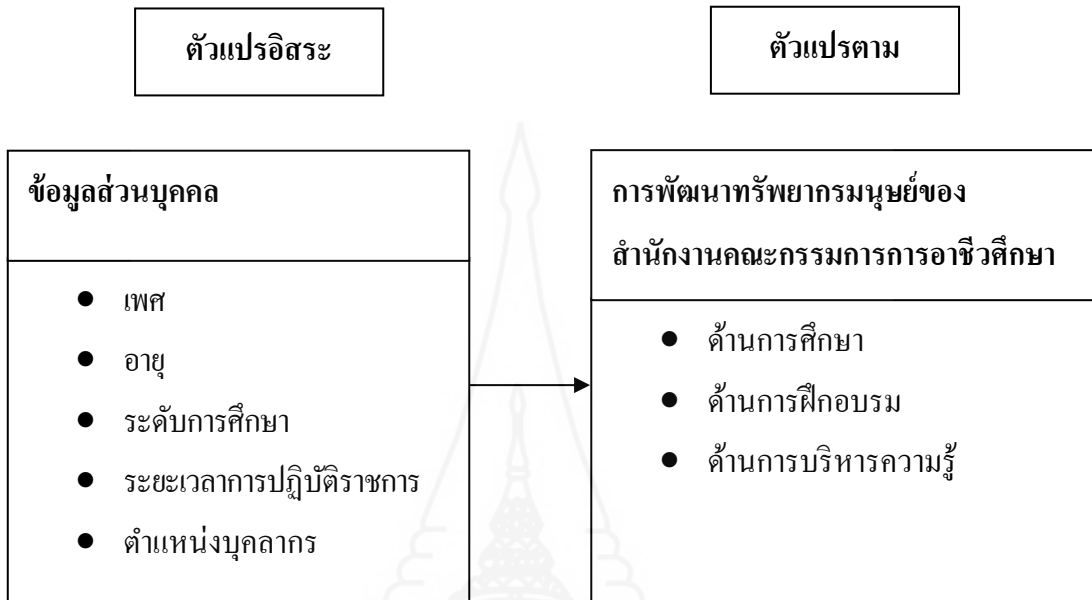 ตัวแปรอิสระ
ตัวแปรตาม
ข้อมูลส่วนบุคคล
● เพศ
● อายุ
● ระดับการศึกษา
● ระยะเวลาการปฏิบัติราชการ
● ตำแหน่งบุคลากร
การพัฒนาทรัพยากรมนุษย์ของ
สำนักงานคณะกรรมการการอาชีวศึกษา
● ด้านการศึกษา
● ด้านการฝึกอบรม
● ด้านการบริหารความรู้